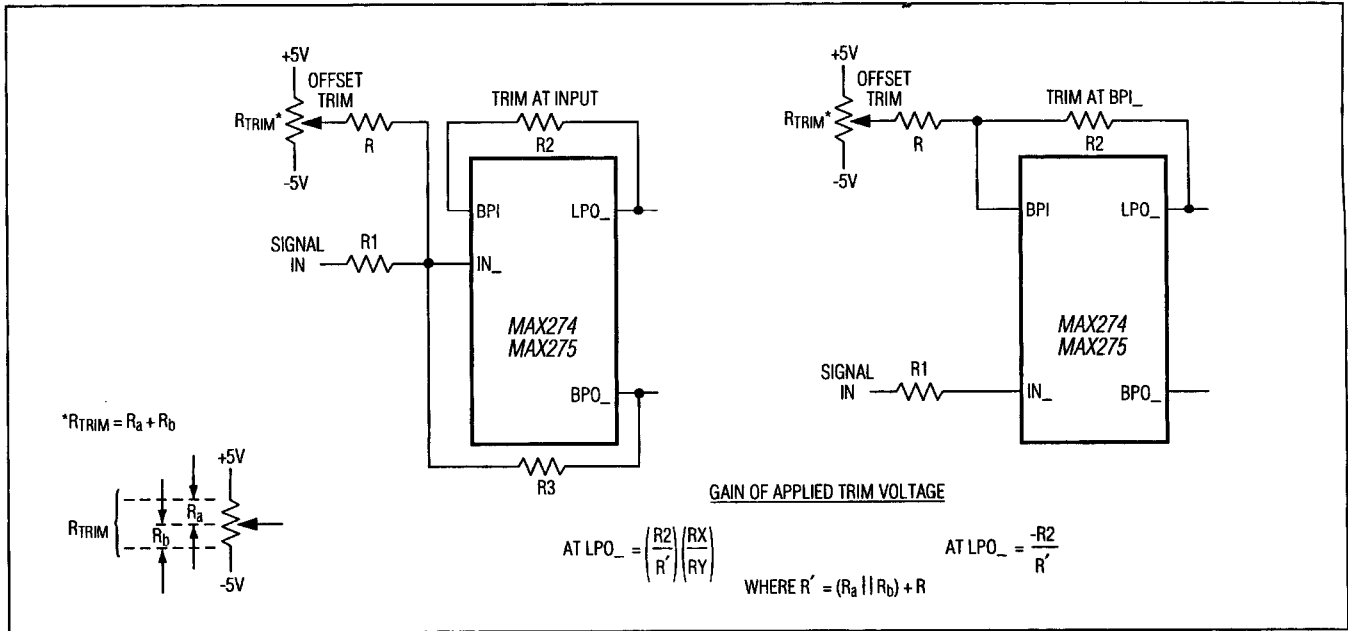 +5V
OFFSET
TRIM
RTRIM*
R
-5V
TRIM AT INPUT
R2
BPI
LPO_
SIGNAL
IN
R1
IN_
MAX274
MAX275
BPO_
R3
+5V
OFFSET
TRIM
RTRIM*
R
-5V
TRIM AT BPI_
R2
BPI
LPO_
SIGNAL
IN
R1
IN_
MAX274
MAX275
BPO_
*RTRIM = Ra + Rb
+5V
RTRIM
Ra
Rb
-5V
GAIN OF APPLIED TRIM VOLTAGE
AT LPO_ = (R2/R′)(RX/RY)
AT LPO_ = -R2/R′
WHERE R′ = (Ra || Rb) + R